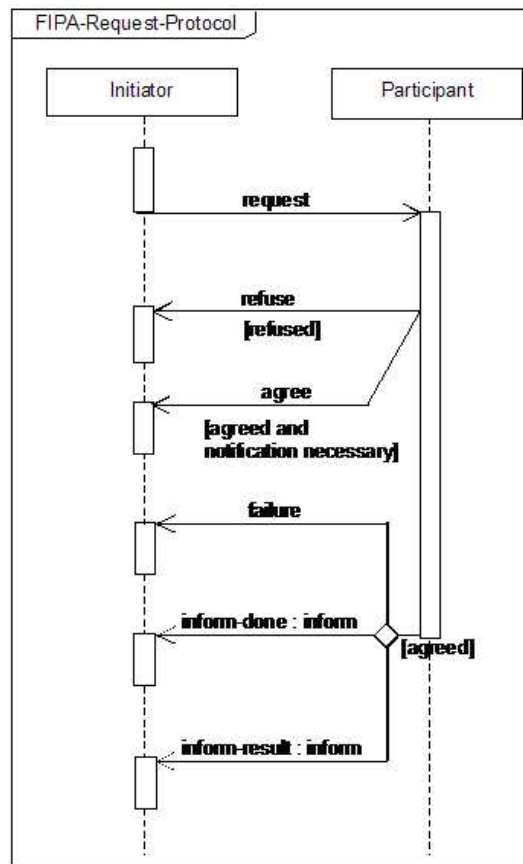 FIPA-Request-Protocol
Initiator
Participant
request
refuse
[refused]
agree
[agreed and
notification necessary]
failure
inform-done : inform
[agreed]
inform-result : inform